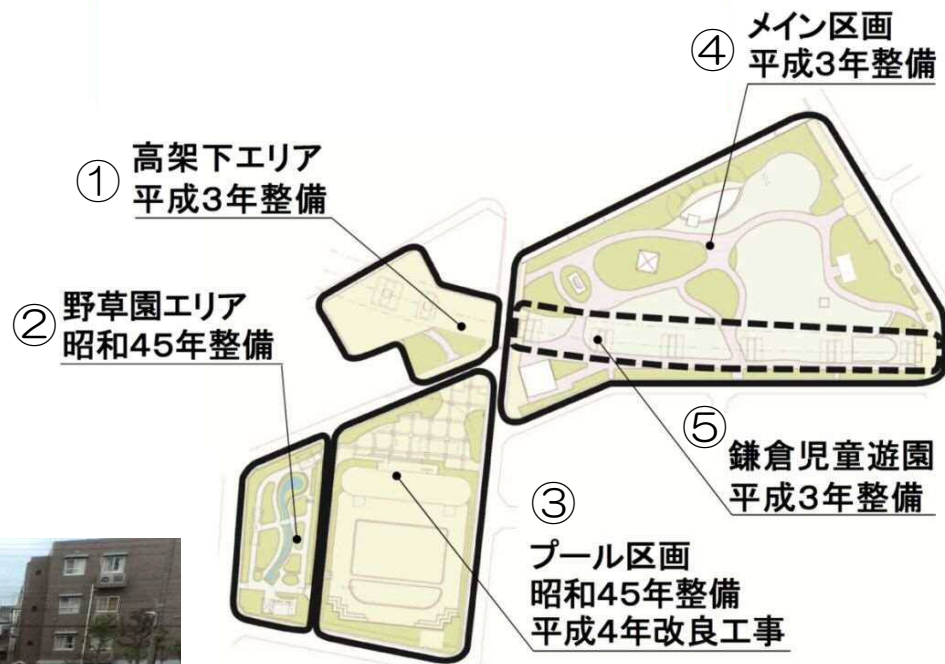 ④
メイン区画
平成3年整備
①
高架下エリア
平成3年整備
②
野草園エリア
昭和45年整備
⑤
鎌倉児童遊園
平成3年整備
③
プール区画
昭和45年整備
平成4年改良工事